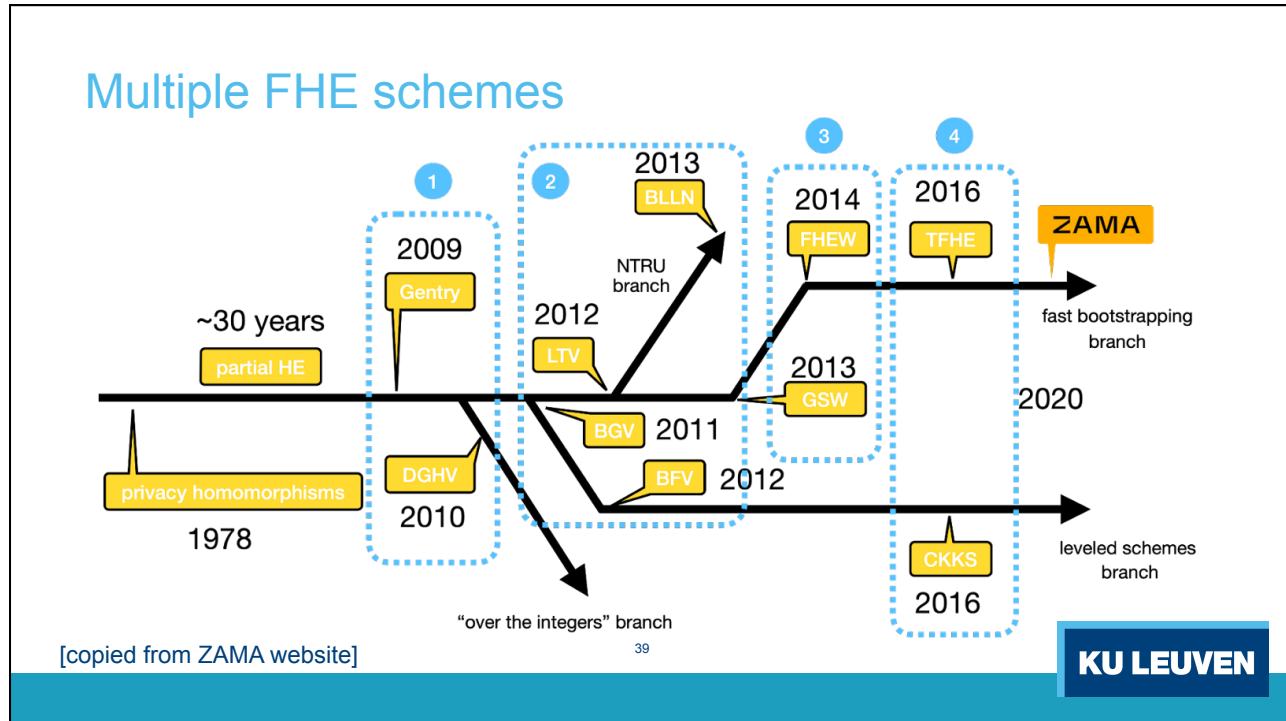 Multiple FHE schemes
1
2
3
4
~30 years
partial HE
privacy homomorphisms
1978
2009
Gentry
DGHV
2010
"over the integers" branch
2012
LTV
NTRU
branch
2013
BLLN
BGV
2011
BFV
2012
2014
FHEW
2013
GSW
2016
TFHE
ZAMA
fast bootstrapping
branch
2020
CKKS
2016
leveled schemes
branch
[copied from ZAMA website]
39
KU LEUVEN